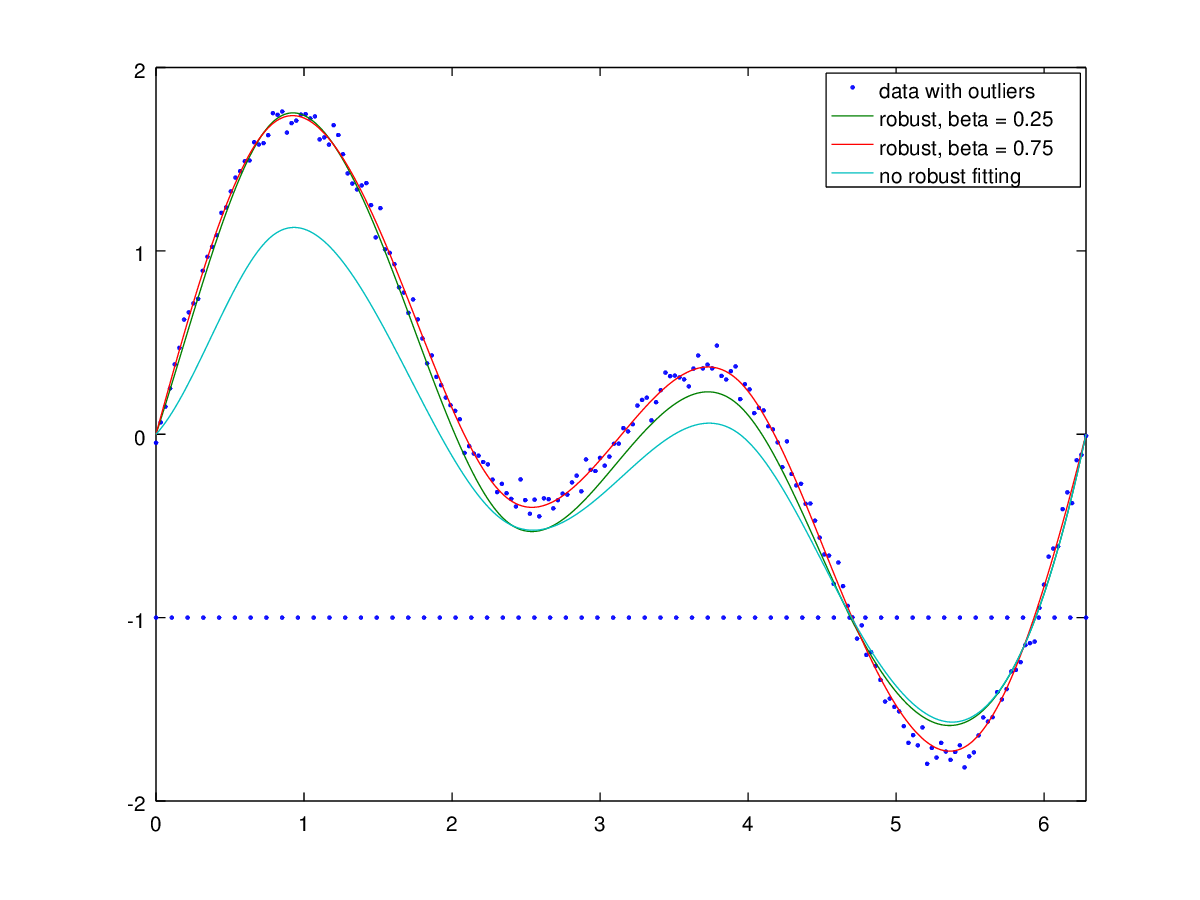 2
data with outliers
robust, beta = 0.25
robust, beta = 0.75
no robust fitting
1
0
-1
-2
0 1 2 3 4 5 6